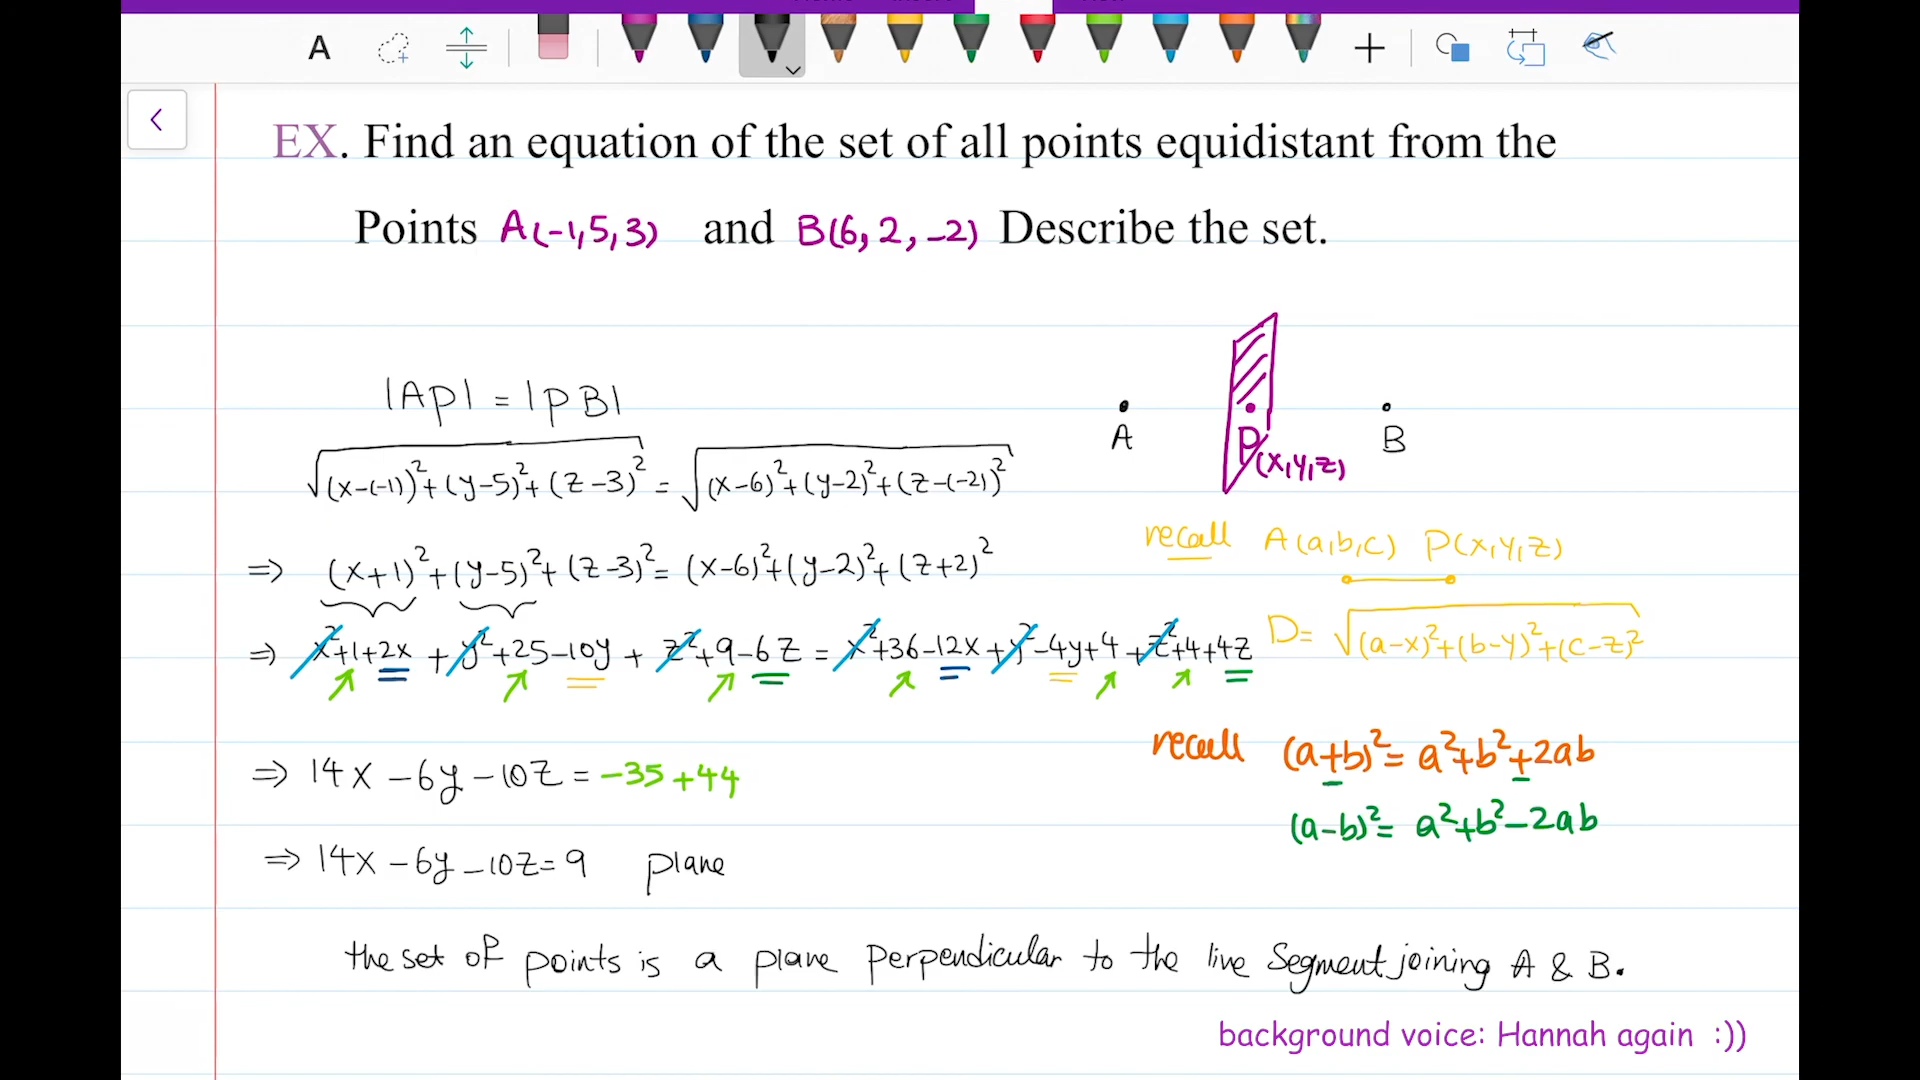 A
EX. Find an equation of the set of all points equidistant from the
Points A(-1,5,3) and B(6,2,-2) Describe the set.
|AP| = |PB|
A
P(x,y,z)
B
√(x-(-1))²+(y-5)²+(z-3)² = √(x-6)²+(y-2)²+(z-(-2))²
recall A(a,b,c) P(x,y,z)
⇒ (x+1)²+(y-5)²+(z-3)² = (x-6)²+(y-2)²+(z+2)²
D = √(a-x)²+(b-y)²+(c-z)²
⇒ x²+1+2x + y²+25-10y + z²+9-6z = x²+36-12x+y²-4y+4+z²+4+4z
recall (a+b)² = a²+b²+2ab
⇒ 14x -6y -10z = -35+44
(a-b)² = a²+b²-2ab
⇒ 14x -6y -10z = 9 plane
the set of points is a plane perpendicular to the line segment joining A & B.
background voice: Hannah again :))